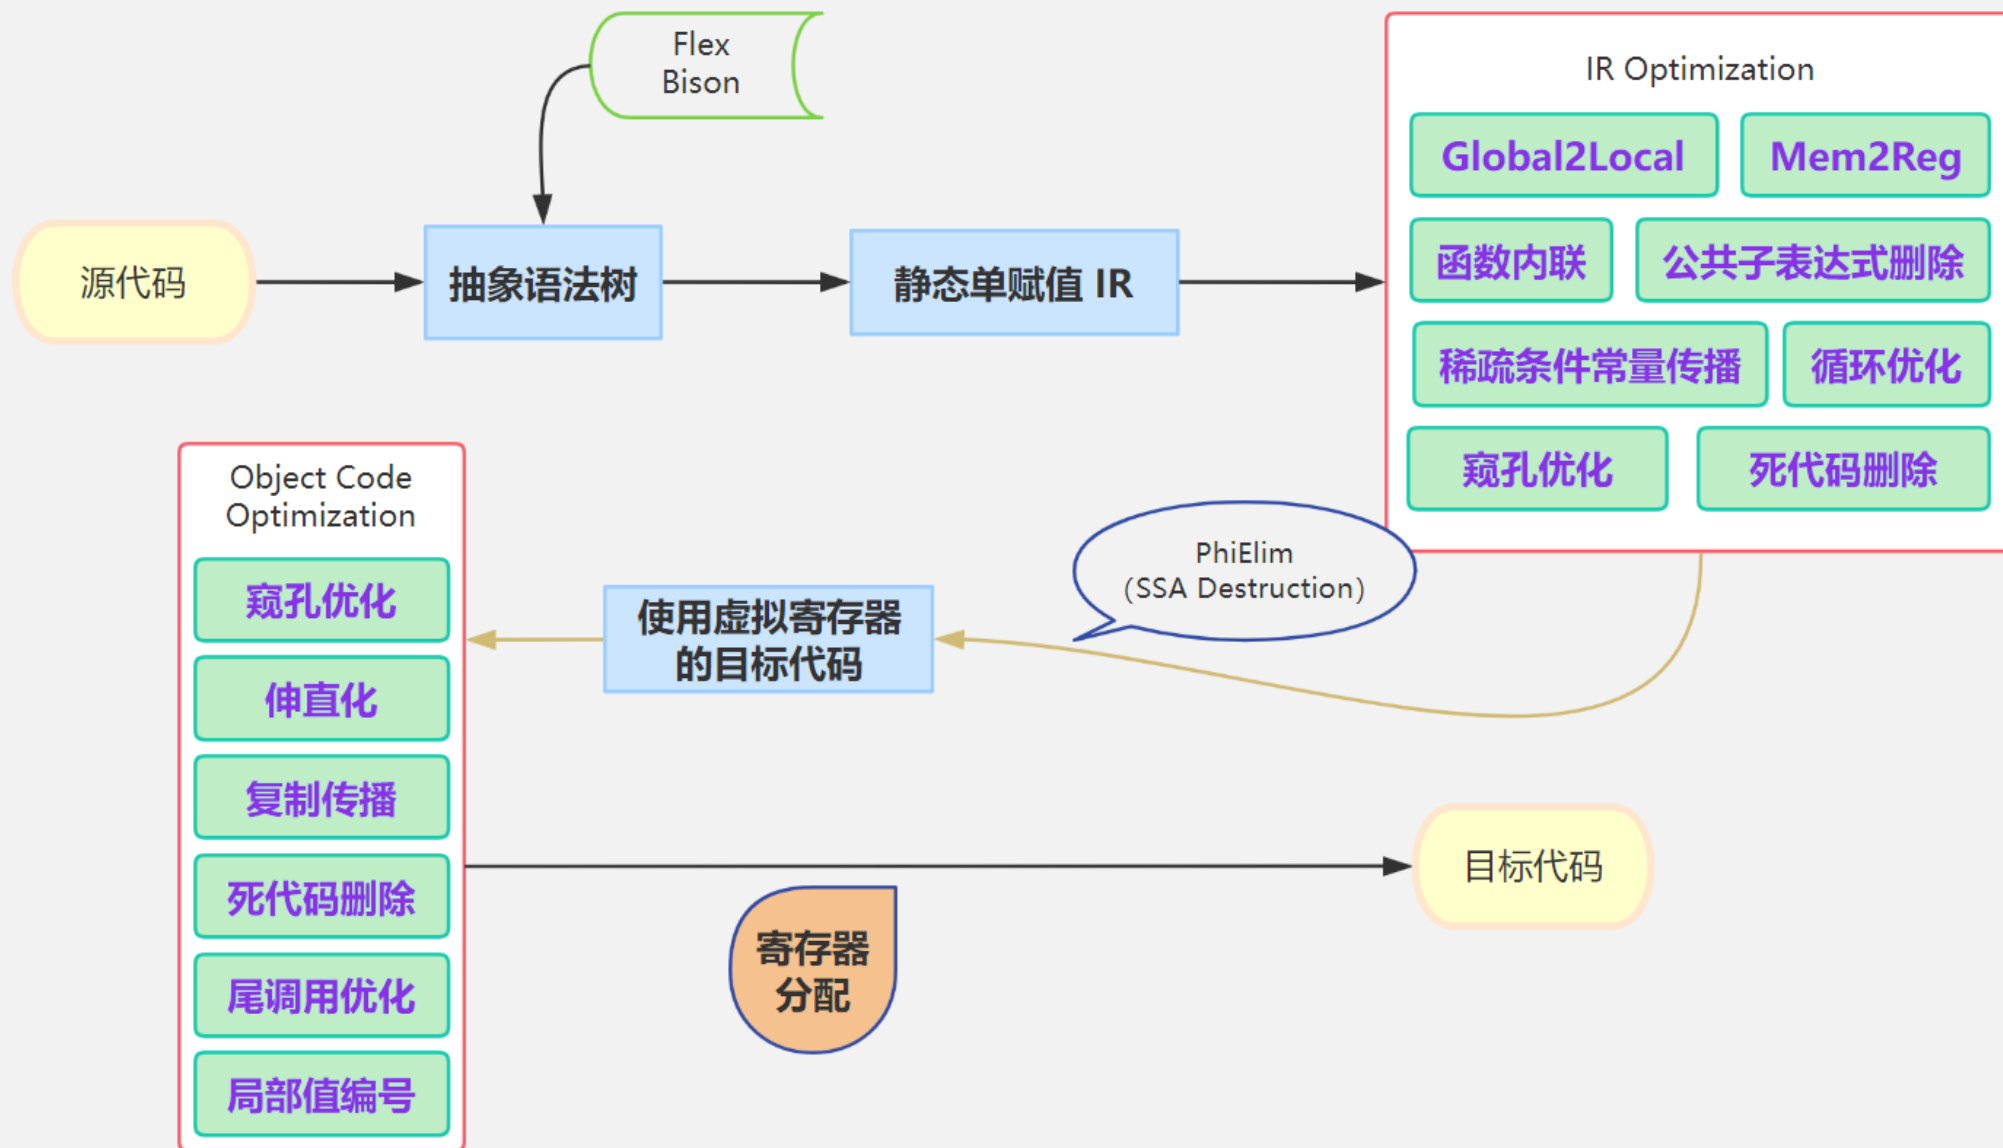 Flex
Bison
源代码
抽象语法树
静态单赋值 IR
IR Optimization
Global2Local
Mem2Reg
函数内联
公共子表达式删除
稀疏条件常量传播
循环优化
窥孔优化
死代码删除
PhiElim
(SSA Destruction)
使用虚拟寄存器
的目标代码
Object Code
Optimization
窥孔优化
伸直化
复制传播
死代码删除
尾调用优化
局部值编号
寄存器
分配
目标代码